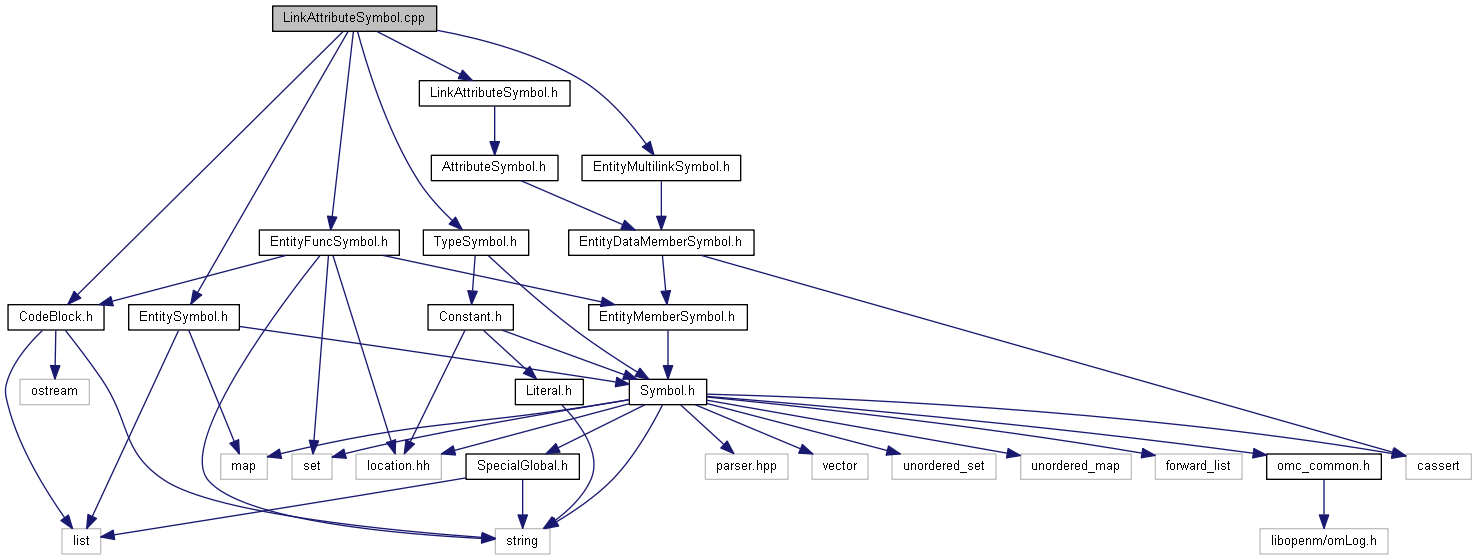 LinkAttributeSymbol.cpp
LinkAttributeSymbol.h
AttributeSymbol.h
EntityMultilinkSymbol.h
EntityFuncSymbol.h
TypeSymbol.h
EntityDataMemberSymbol.h
CodeBlock.h
EntitySymbol.h
Constant.h
EntityMemberSymbol.h
ostream
Literal.h
Symbol.h
map
set
location.hh
SpecialGlobal.h
parser.hpp
vector
unordered_set
unordered_map
forward_list
omc_common.h
cassert
list
string
libopenm/omLog.h